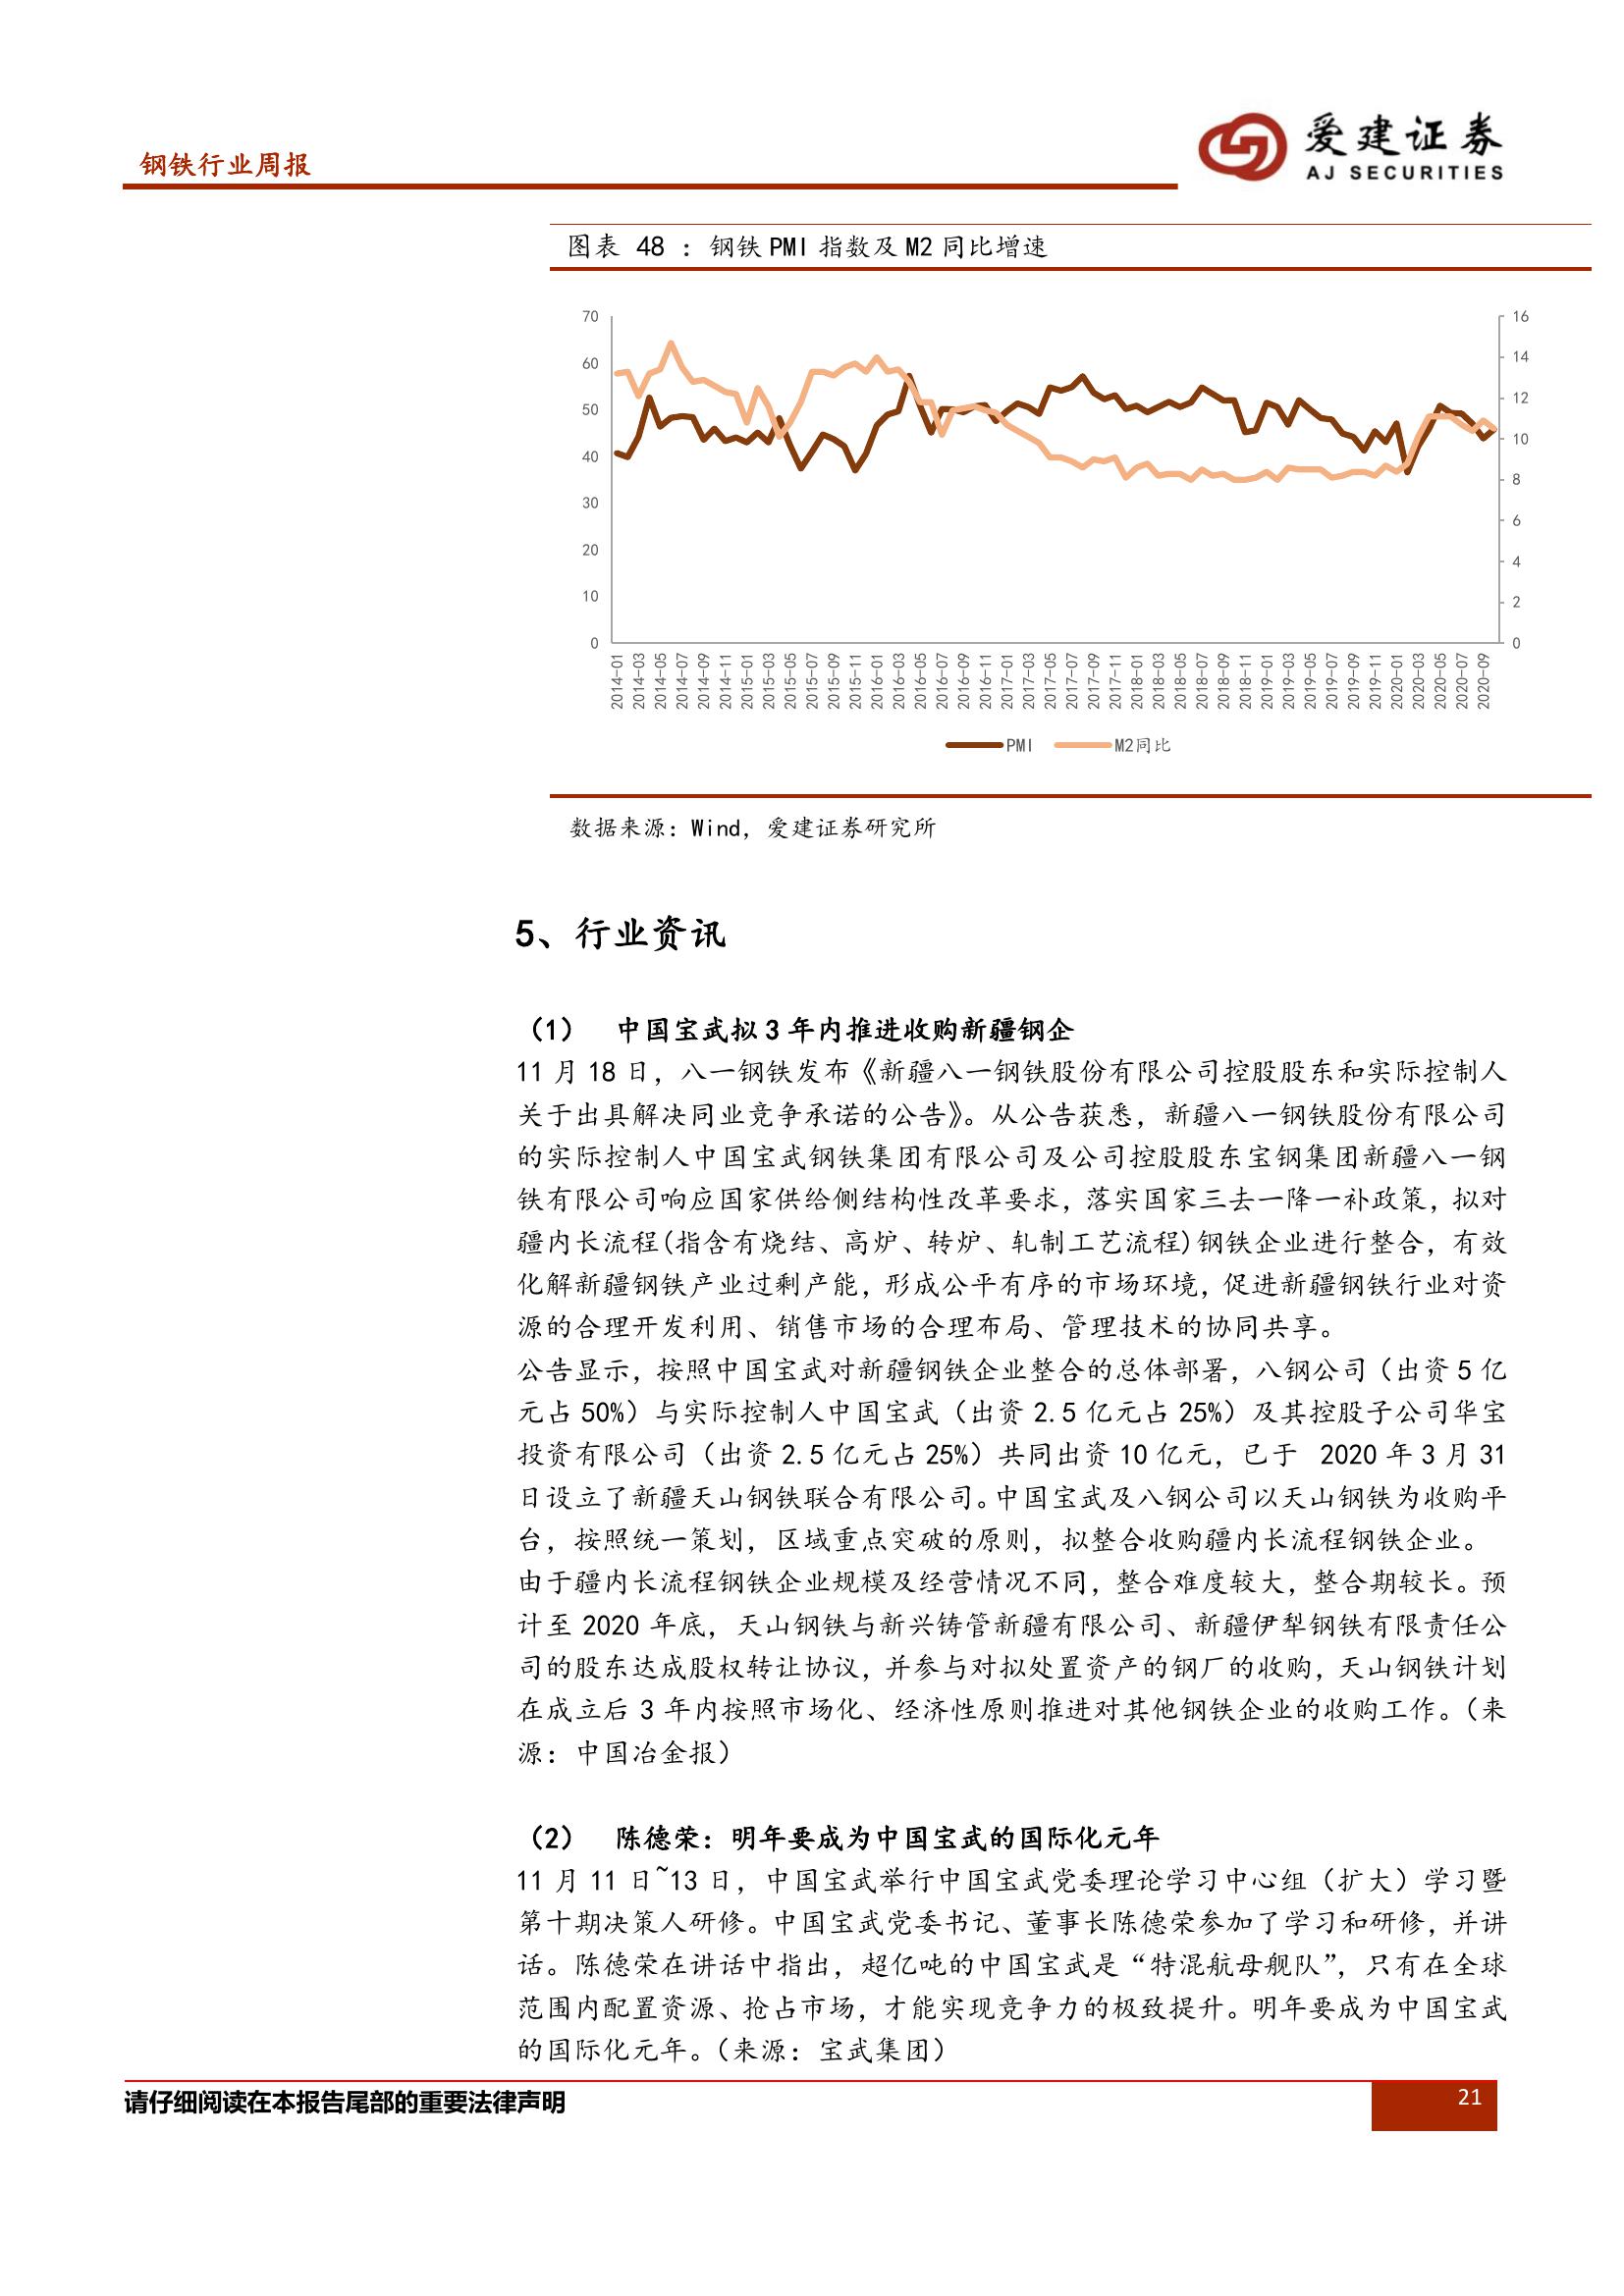 钢铁行业周报
爱建证券
AJ SECURITIES
图表 48 ：钢铁 PMI 指数及 M2 同比增速
70
60
50
40
30
20
10
0
16
14
12
10
8
6
4
2
0
2014-01
2014-03
2014-05
2014-07
2014-09
2014-11
2015-01
2015-03
2015-05
2015-07
2015-09
2015-11
2016-01
2016-03
2016-05
2016-07
2016-09
2016-11
2017-01
2017-03
2017-05
2017-07
2017-09
2017-11
2018-01
2018-03
2018-05
2018-07
2018-09
2018-11
2019-01
2019-03
2019-05
2019-07
2019-09
2019-11
2020-01
2020-03
2020-05
2020-07
2020-09
PMI M2同比
数据来源：Wind，爱建证券研究所
5、行业资讯
（1） 中国宝武拟 3 年内推进收购新疆钢企
11 月 18 日，八一钢铁发布《新疆八一钢铁股份有限公司控股股东和实际控制人
关于出具解决同业竞争承诺的公告》。从公告获悉，新疆八一钢铁股份有限公司
的实际控制人中国宝武钢铁集团有限公司及公司控股股东宝钢集团新疆八一钢
铁有限公司响应国家供给侧结构性改革要求，落实国家三去一降一补政策，拟对
疆内长流程(指含有烧结、高炉、转炉、轧制工艺流程)钢铁企业进行整合，有效
化解新疆钢铁产业过剩产能，形成公平有序的市场环境，促进新疆钢铁行业对资
源的合理开发利用、销售市场的合理布局、管理技术的协同共享。
公告显示，按照中国宝武对新疆钢铁企业整合的总体部署，八钢公司（出资 5 亿
元占 50%）与实际控制人中国宝武（出资 2.5 亿元占 25%）及其控股子公司华宝
投资有限公司（出资 2.5 亿元占 25%）共同出资 10 亿元，已于 2020 年 3 月 31
日设立了新疆天山钢铁联合有限公司。中国宝武及八钢公司以天山钢铁为收购平
台，按照统一策划，区域重点突破的原则，拟整合收购疆内长流程钢铁企业。
由于疆内长流程钢铁企业规模及经营情况不同，整合难度较大，整合期较长。预
计至 2020 年底，天山钢铁与新兴铸管新疆有限公司、新疆伊犁钢铁有限责任公
司的股东达成股权转让协议，并参与对拟处置资产的钢厂的收购，天山钢铁计划
在成立后 3 年内按照市场化、经济性原则推进对其他钢铁企业的收购工作。（来
源：中国冶金报）
（2） 陈德荣：明年要成为中国宝武的国际化元年
11 月 11 日~13 日，中国宝武举行中国宝武党委理论学习中心组（扩大）学习暨
第十期决策人研修。中国宝武党委书记、董事长陈德荣参加了学习和研修，并讲
话。陈德荣在讲话中指出，超亿吨的中国宝武是“特混航母舰队”，只有在全球
范围内配置资源、抢占市场，才能实现竞争力的极致提升。明年要成为中国宝武
的国际化元年。（来源：宝武集团）
请仔细阅读在本报告尾部的重要法律声明
21